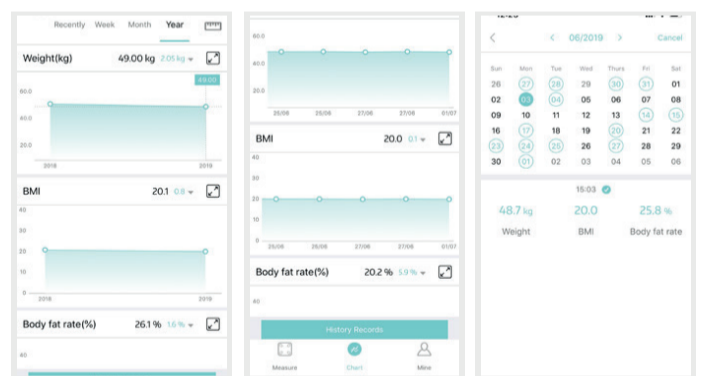 Recently Week Month Year
Weight(kg) 49.00 kg 2.05 kg
49.00
60.0
40.0
20.0
2018 2019
BMI 20.1 0.8
40
30
20
10
0
2018 2019
Body fat rate(%) 26.1 % 1.6 %
40
60.0
40.0
20.0
25/06 26/06 27/06 27/06 01/07
BMI 20.0 0.1
40
30
20
10
0
25/06 26/06 27/06 27/06 01/07
Body fat rate(%) 20.2 % 5.9 %
40
History Records
Measure Chart Mine
06/2019 Cancel
Sun Mon Tue Wed Thurs Fri Sat
26 27 28 29 30 31 01
02 03 04 05 06 07 08
09 10 11 12 13 14 15
16 17 18 19 20 21 22
23 24 25 26 27 28 29
30 01 02 03 04 05 06
15:03
48.7 kg 20.0 25.8 %
Weight BMI Body fat rate